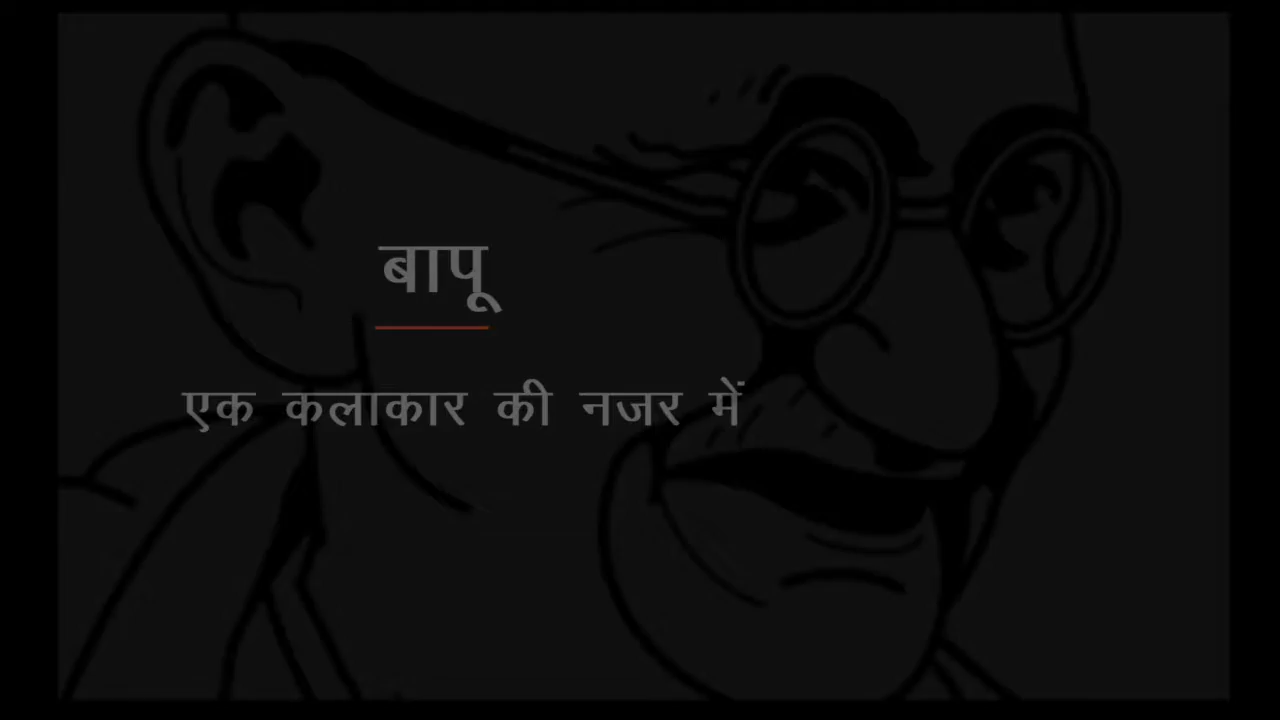 बापू
एक कलाकार की नजर में